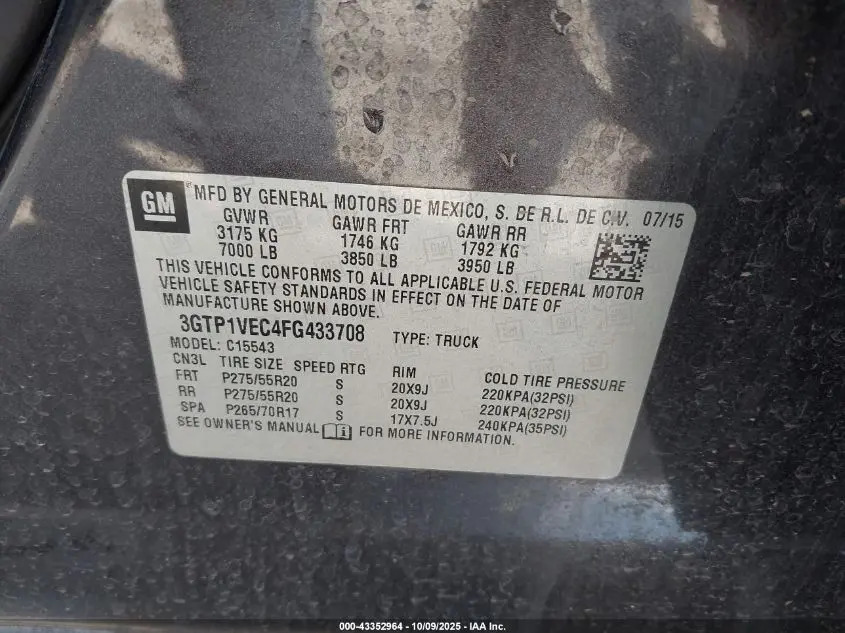 GM ® MFD BY GENERAL MOTORS DE MEXICO, S. DE R.L. DE C.V. 07/15
GVWR GAWR FRT GAWR RR
3175 KG 1746 KG 1792 KG
7000 LB 3850 LB 3950 LB
THIS VEHICLE CONFORMS TO ALL APPLICABLE U.S. FEDERAL MOTOR
VEHICLE SAFETY STANDARDS IN EFFECT ON THE DATE OF
MANUFACTURE SHOWN ABOVE.
3GTP1VEC4FG433708 TYPE: TRUCK
MODEL: C15543
CN3L TIRE SIZE SPEED RTG RIM COLD TIRE PRESSURE
FRT P275/55R20 S 20X9J 220KPA(32PSI)
RR P275/55R20 S 20X9J 220KPA(32PSI)
SPA P265/70R17 S 17X7.5J 240KPA(35PSI)
SEE OWNER'S MANUAL FOR MORE INFORMATION.
000-43352964 - 10/09/2025 - IAA Inc.